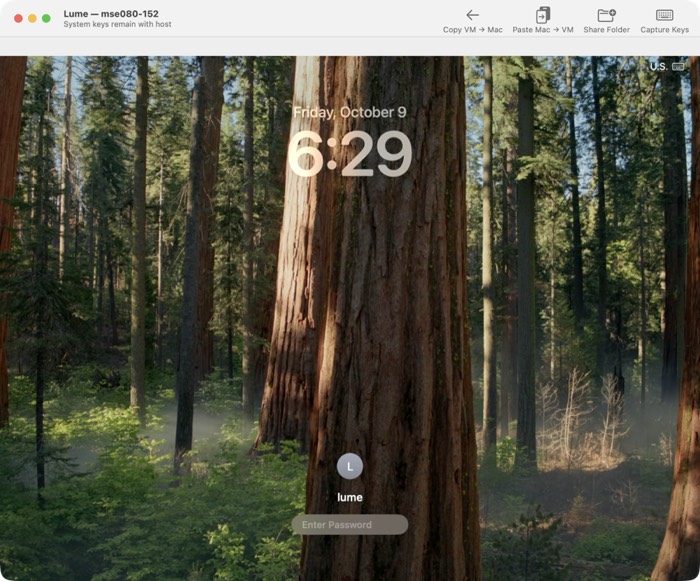 Lume — mse080-152
System keys remain with host
Copy VM → Mac
Paste Mac → VM
Share Folder
Capture Keys
U.S.
Friday, October 9
6:29
L
lume
Enter Password